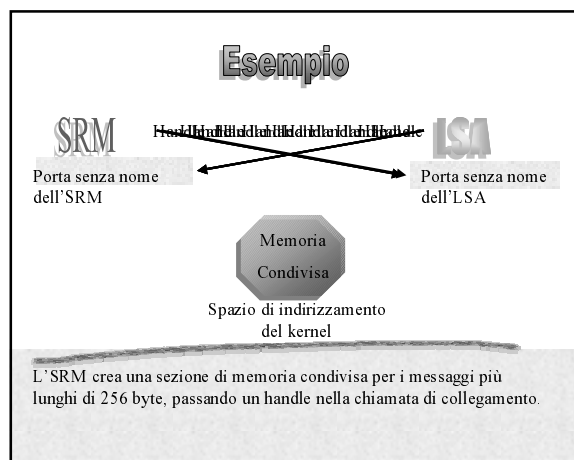 Esempio
SRM
LSA
Porta senza nome
dell'SRM
Porta senza nome
dell'LSA
Memoria
Condivisa
Spazio di indirizzamento
del kernel
L'SRM crea una sezione di memoria condivisa per i messaggi più
lunghi di 256 byte, passando un handle nella chiamata di collegamento.